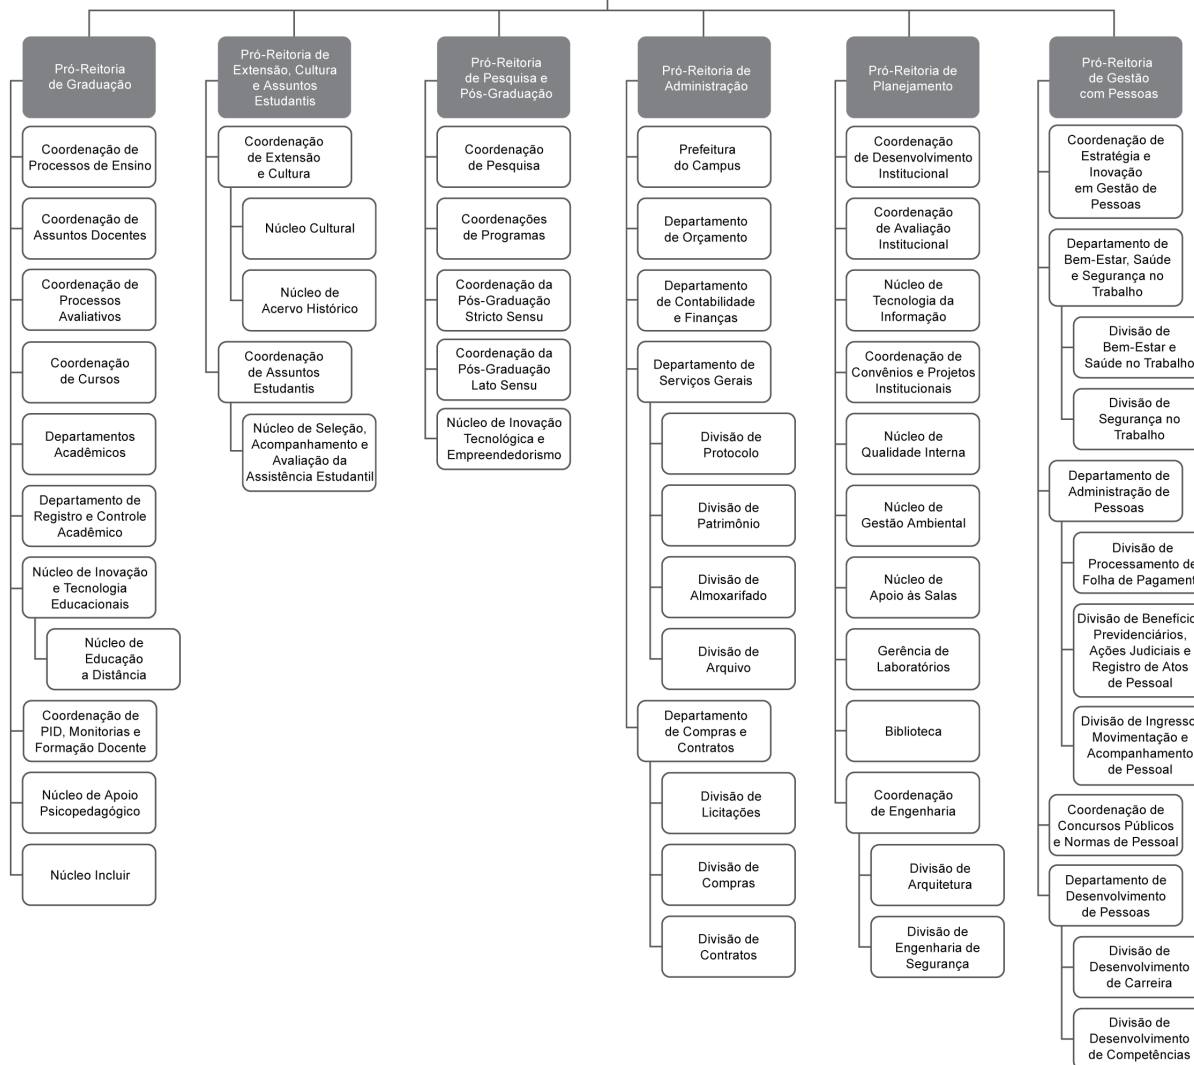 Pró-Reitoria
de Graduação
Coordenação de
Processos de Ensino
Coordenação de
Assuntos Docentes
Coordenação de
Processos
Avaliativos
Coordenação
de Cursos
Departamentos
Acadêmicos
Departamento de
Registro e Controle
Acadêmico
Núcleo de Inovação
e Tecnologia
Educacionais
Núcleo de
Educação
a Distância
Coordenação de
PID, Monitorias e
Formação Docente
Núcleo de Apoio
Psicopedagógico
Núcleo Incluir
Pró-Reitoria de
Extensão, Cultura
e Assuntos
Estudantis
Coordenação
de Extensão
e Cultura
Núcleo Cultural
Núcleo de
Acervo Histórico
Coordenação
de Assuntos
Estudantis
Núcleo de Seleção,
Acompanhamento e
Avaliação da
Assistência Estudantil
Pró-Reitoria
de Pesquisa e
Pós-Graduação
Coordenação
de Pesquisa
Coordenações
de Programas
Coordenação da
Pós-Graduação
Stricto Sensu
Coordenação da
Pós-Graduação
Lato Sensu
Núcleo de Inovação
Tecnológica e
Empreendedorismo
Pró-Reitoria de
Administração
Prefeitura
do Campus
Departamento
de Orçamento
Departamento
de Contabilidade
e Finanças
Departamento de
Serviços Gerais
Divisão de
Protocolo
Divisão de
Patrimônio
Divisão de
Almoxarifado
Divisão de
Arquivo
Departamento
de Compras e
Contratos
Divisão de
Licitações
Divisão de
Compras
Divisão de
Contratos
Pró-Reitoria de
Planejamento
Coordenação
de Desenvolvimento
Institucional
Coordenação
de Avaliação
Institucional
Núcleo de
Tecnologia da
Informação
Coordenação de
Convênios e Projetos
Institucionais
Núcleo de
Qualidade Interna
Núcleo de
Gestão Ambiental
Núcleo de
Apoio às Salas
Gerência de
Laboratórios
Biblioteca
Coordenação
de Engenharia
Divisão de
Arquitetura
Divisão de
Engenharia de
Segurança
Pró-Reitoria
de Gestão
com Pessoas
Coordenação de
Estratégia e
Inovação
em Gestão de
Pessoas
Departamento de
Bem-Estar, Saúde
e Segurança no
Trabalho
Divisão de
Bem-Estar e
Saúde no Trabalho
Divisão de
Segurança no
Trabalho
Departamento de
Administração de
Pessoas
Divisão de
Processamento de
Folha de
Divisão de
Previdenciários,
Ações Judiciais e
Registro de Atos
de Pessoal
Divisão de Ingresso
Movimentação e
Acompanhamento
de Pessoal
Coordenação de
Concursos Públicos
e Normas de Pessoal
Departamento de
Desenvolvimento
de Pessoas
Divisão de
Desenvolvimento
de Carreira
Divisão de
Desenvolvimento
de Competências